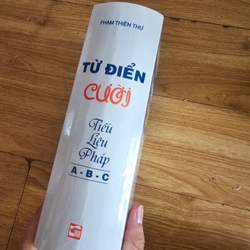 PHẠM THIÊN THƯ
TỪ ĐIỂN
CƯỜI
Tiếu
Liệu
Pháp
A - B - C